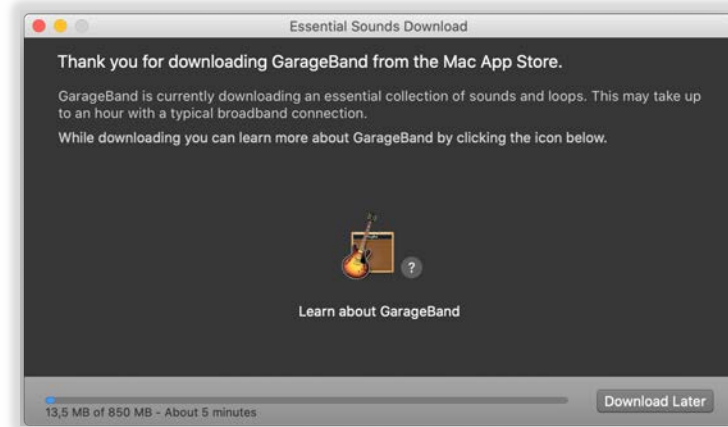 Essential Sounds Download
Thank you for downloading GarageBand from the Mac App Store.
GarageBand is currently downloading an essential collection of sounds and loops. This may take up
to an hour with a typical broadband connection.
While downloading you can learn more about GarageBand by clicking the icon below.
?
Learn about GarageBand
13,5 MB of 850 MB - About 5 minutes
Download Later